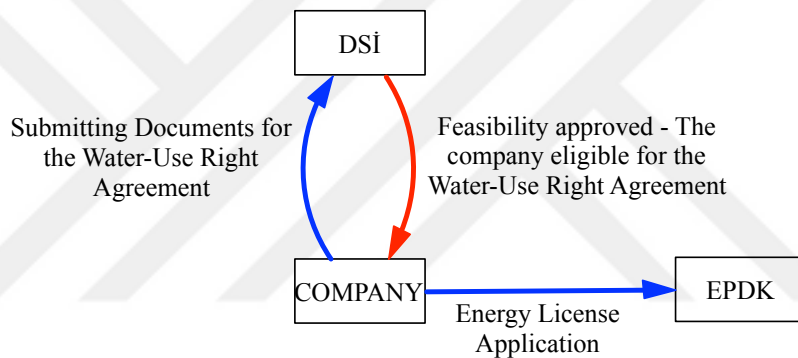 DSİ
Submitting Documents for
the Water-Use Right
Agreement
Feasibility approved - The
company eligible for the
Water-Use Right Agreement
COMPANY
EPDK
Energy License
Application